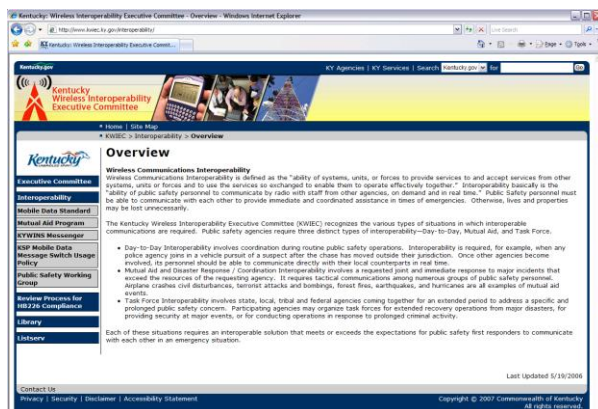 Kentucky: Wireless Interoperability Executive Committee - Overview - Windows Internet Explorer
http://www.kwiec.ky.gov/interoperability/
Live Search
Kentucky: Wireless Interoperability Executive Commit...
Page
Tools
Kentucky.gov
KY Agencies | KY Services | Search Kentucky.gov for Go
Kentucky
Wireless Interoperability
Executive Committee
Home | Site Map
KWIEC > Interoperability > Overview
Kentucky
Executive Committee
Interoperability
Mobile Data Standard
Mutual Aid Program
KYWINS Messenger
KSP Mobile Data
Message Switch Usage
Policy
Public Safety Working
Group
Review Process for
HB226 Compliance
Library
Listserv
Overview
Wireless Communications Interoperability
Wireless Communications Interoperability is defined as the "ability of systems, units, or forces to provide services to and accept services from other
systems, units or forces and to use the services so exchanged to enable them to operate effectively together." Interoperability basically is the
"ability of public safety personnel to communicate by radio with staff from other agencies, on demand and in real time." Public Safety personnel must
be able to communicate with each other to provide immediate and coordinated assistance in times of emergencies. Otherwise, lives and property
may be lost unnecessarily.
The Kentucky Wireless Interoperability Executive Committee (KWIEC) recognizes the various types of situations in which interoperable
communications are required. Public safety agencies require three distinct types of interoperability—Day-to-Day, Mutual Aid, and Task Force.
• Day-to-Day Interoperability involves coordination during routine public safety operations. Interoperability is required, for example, when any
police agency joins in a vehicle pursuit of a suspect after the chase has moved outside their jurisdiction. Once other agencies become
involved, its personnel should be able to communicate directly with their local counterparts in real time.
• Mutual Aid and Disaster Response / Coordination Interoperability involves a requested joint and immediate response to major incidents that
exceed the resources of the requesting agency. It requires tactical communications among numerous groups of public safety personnel.
Airplane crashes civil disturbances, terrorist attacks and bombings, forest fires, earthquakes, and hurricanes are all examples of mutual aid
events.
• Task Force Interoperability involves state, local, tribal and federal agencies coming together for an extended period to address a specific and
prolonged public safety concern. Participating agencies may organize task forces for extended recovery operations from major disasters, for
providing security at major events, or for conducting operations in response to prolonged criminal activity.
Each of these situations requires an interoperable solution that meets or exceeds the expectations for public safety first responders to communicate
with each other in an emergency situation.
Last Updated 5/19/2006
Contact Us
Privacy | Security | Disclaimer | Accessibility Statement
Copyright © 2007 Commonwealth of Kentucky
All rights reserved.